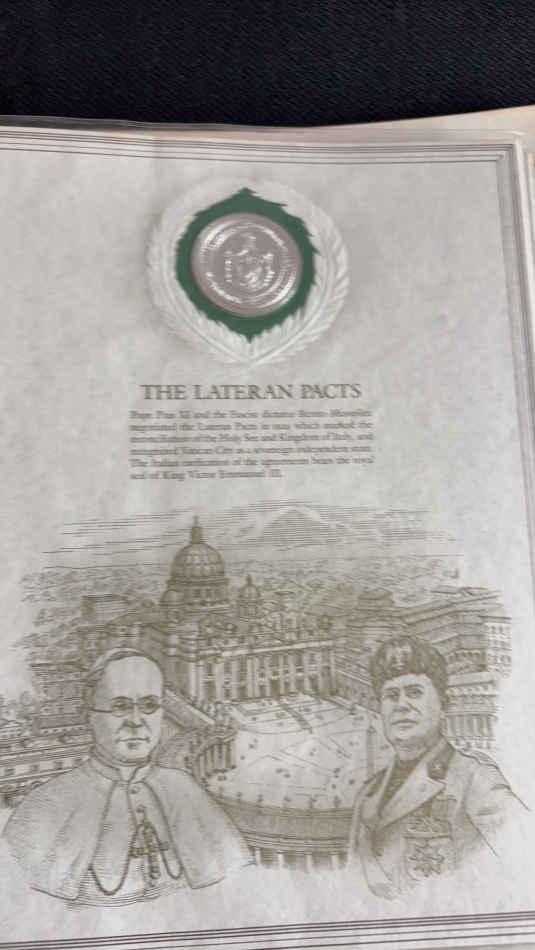 THE LATERAN PACTS
Pope Pius XI and the Fascist dictator Benito Mussolini
negotiated the Lateran Pacts in 1929 which marked the
reconciliation of the Holy See and Kingdom of Italy, and
recognized Vatican City as a sovereign independent state.
The Italian ratification of the agreements bears the royal
seal of King Victor Emmanuel III.